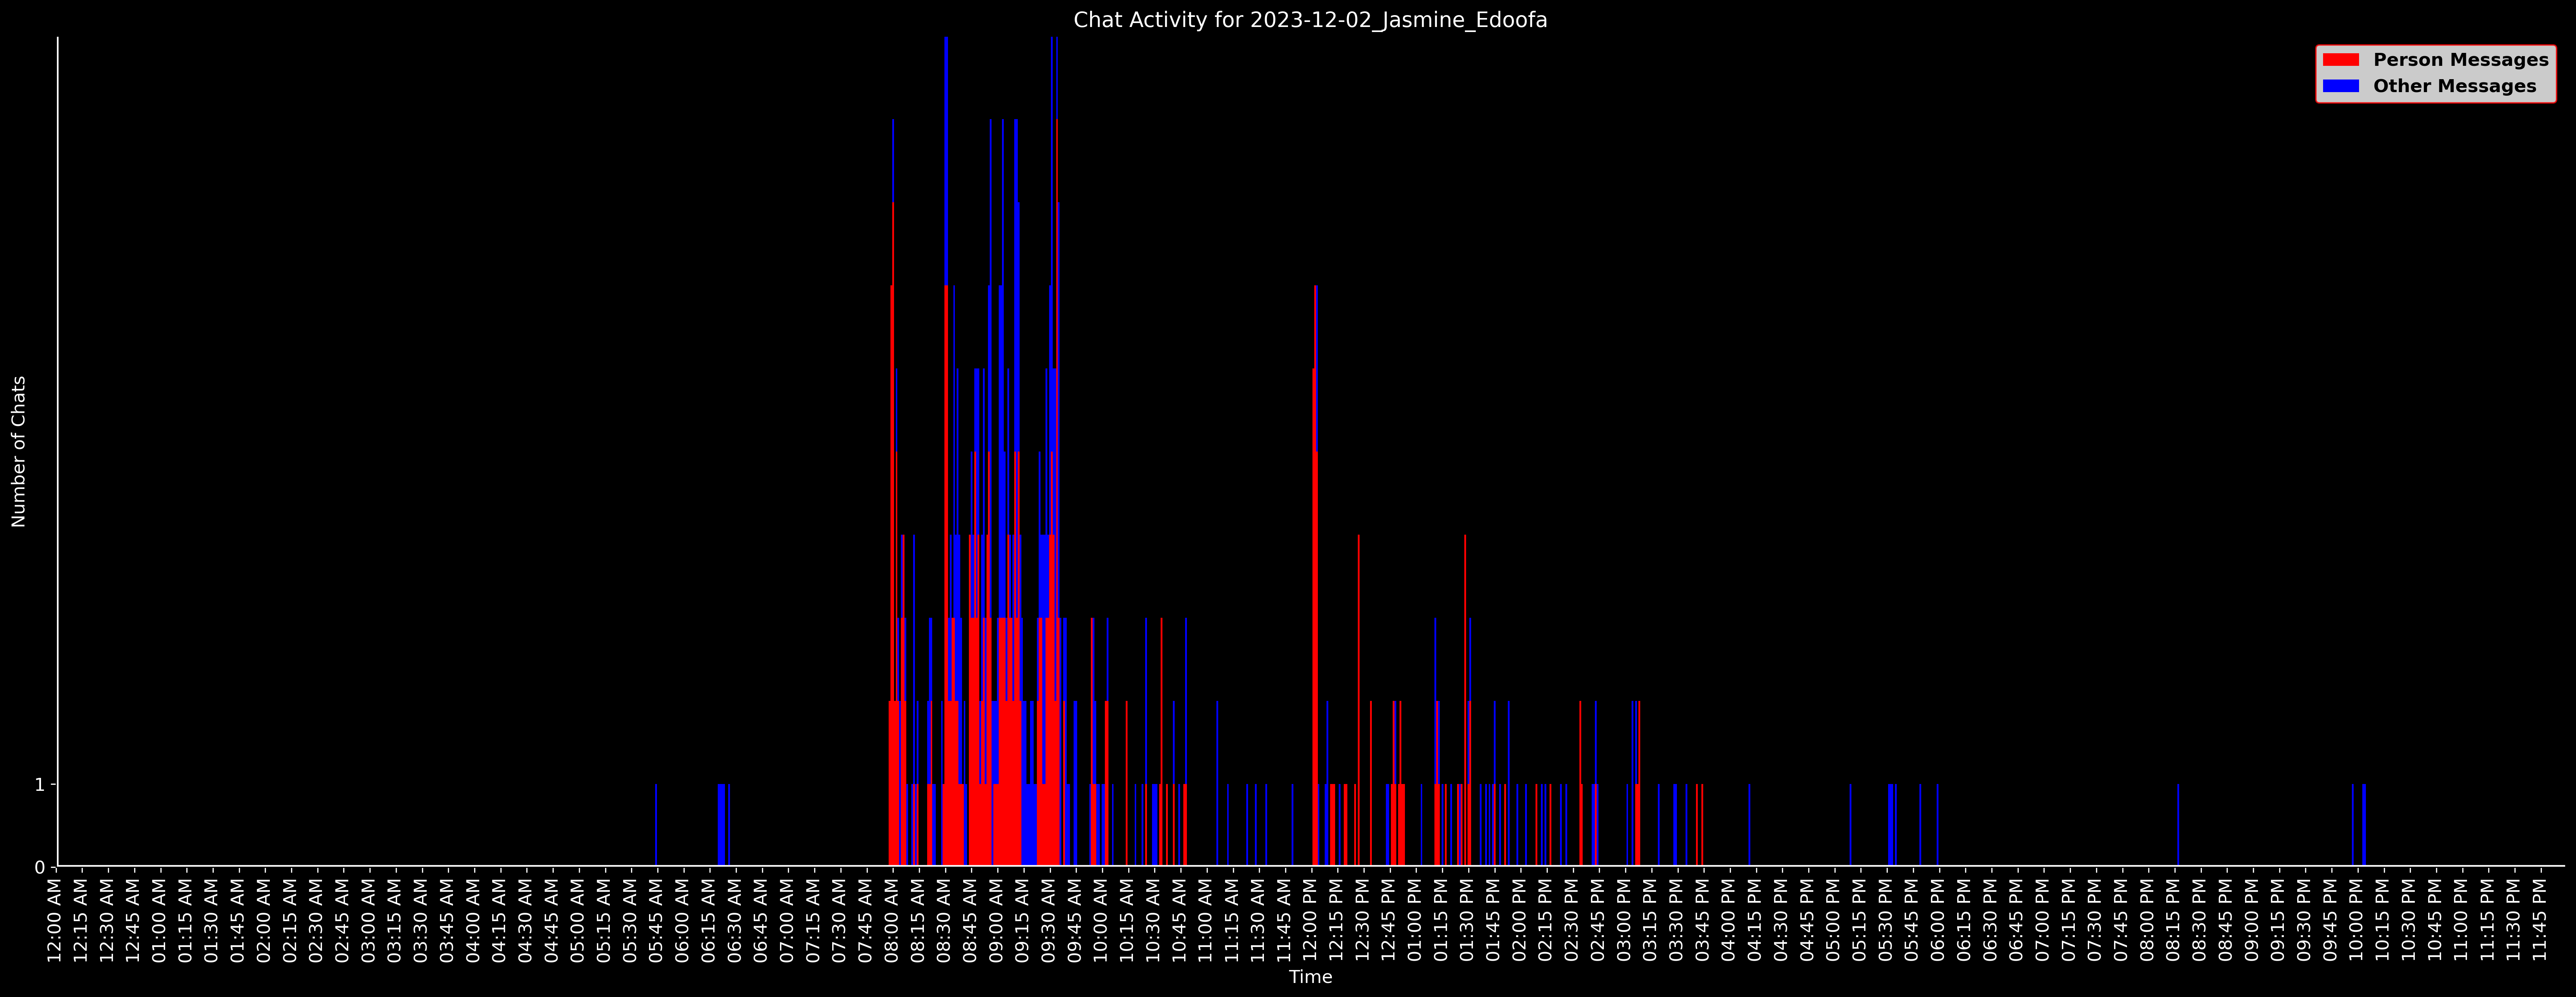 Chat Activity for 2023-12-02_Jasmine_Edoofa
Person Messages
Other Messages
Number of Chats
1
0
12:00 AM
12:15 AM
12:30 AM
12:45 AM
01:00 AM
01:15 AM
01:30 AM
01:45 AM
02:00 AM
02:15 AM
02:30 AM
02:45 AM
03:00 AM
03:15 AM
03:30 AM
03:45 AM
04:00 AM
04:15 AM
04:30 AM
04:45 AM
05:00 AM
05:15 AM
05:30 AM
05:45 AM
06:00 AM
06:15 AM
06:30 AM
06:45 AM
07:00 AM
07:15 AM
07:30 AM
07:45 AM
08:00 AM
08:15 AM
08:30 AM
08:45 AM
09:00 AM
09:15 AM
09:30 AM
09:45 AM
10:00 AM
10:15 AM
10:30 AM
10:45 AM
11:00 AM
11:15 AM
11:30 AM
11:45 AM
12:00 PM
12:15 PM
12:30 PM
12:45 PM
01:00 PM
01:15 PM
01:30 PM
01:45 PM
02:00 PM
02:15 PM
02:30 PM
02:45 PM
03:00 PM
03:15 PM
03:30 PM
03:45 PM
04:00 PM
04:15 PM
04:30 PM
04:45 PM
05:00 PM
05:15 PM
05:30 PM
05:45 PM
06:00 PM
06:15 PM
06:30 PM
06:45 PM
07:00 PM
07:15 PM
07:30 PM
07:45 PM
08:00 PM
08:15 PM
08:30 PM
08:45 PM
09:00 PM
09:15 PM
09:30 PM
09:45 PM
10:00 PM
10:15 PM
10:30 PM
10:45 PM
11:00 PM
11:15 PM
11:30 PM
11:45 PM
Time